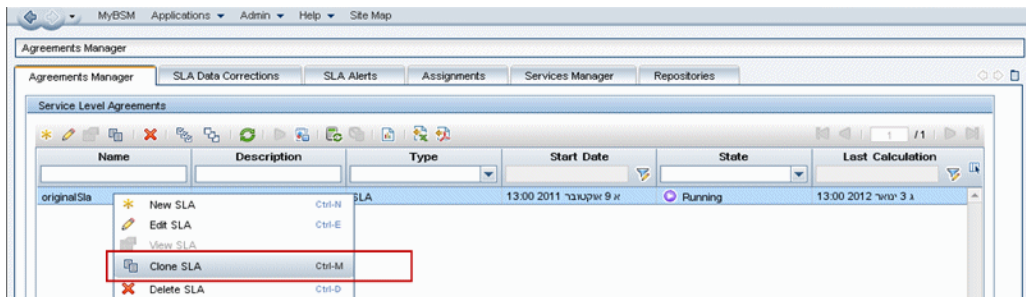 MyBSM Applications Admin Help Site Map
Agreements Manager
Agreements Manager SLA Data Corrections SLA Alerts Assignments Services Manager Repositories
Service Level Agreements
1 /1
Name Description Type Start Date State Last Calculation
originalSla SLA א 9 אוקטובר 2011 13:00 Running ג 3 ינואר 2012 13:00
New SLA Ctrl-N
Edit SLA Ctrl-E
View SLA
Clone SLA Ctrl-M
Delete SLA Ctrl-D